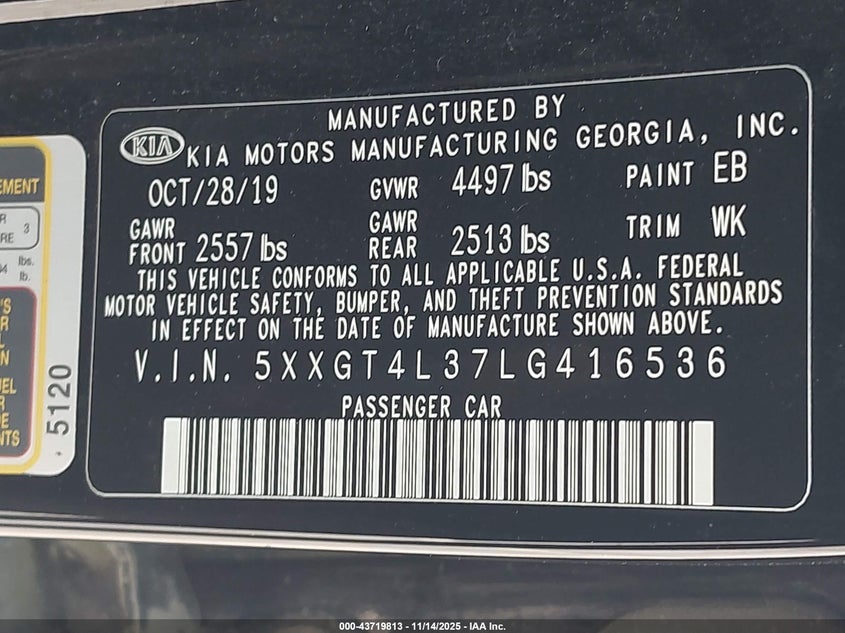 MANUFACTURED BY
KIA KIA MOTORS MANUFACTURING GEORGIA, INC.
OCT/28/19 GVWR 4497 lbs PAINT EB
GAWR FRONT 2557 lbs GAWR REAR 2513 lbs TRIM WK
THIS VEHICLE CONFORMS TO ALL APPLICABLE U.S.A. FEDERAL
MOTOR VEHICLE SAFETY, BUMPER, AND THEFT PREVENTION STANDARDS
IN EFFECT ON THE DATE OF MANUFACTURE SHOWN ABOVE.
V.I.N. 5XXGT4L37LG416536
PASSENGER CAR
3
lbs.
lb.
5120
000-43719813 - 11/14/2025 - IAA Inc.